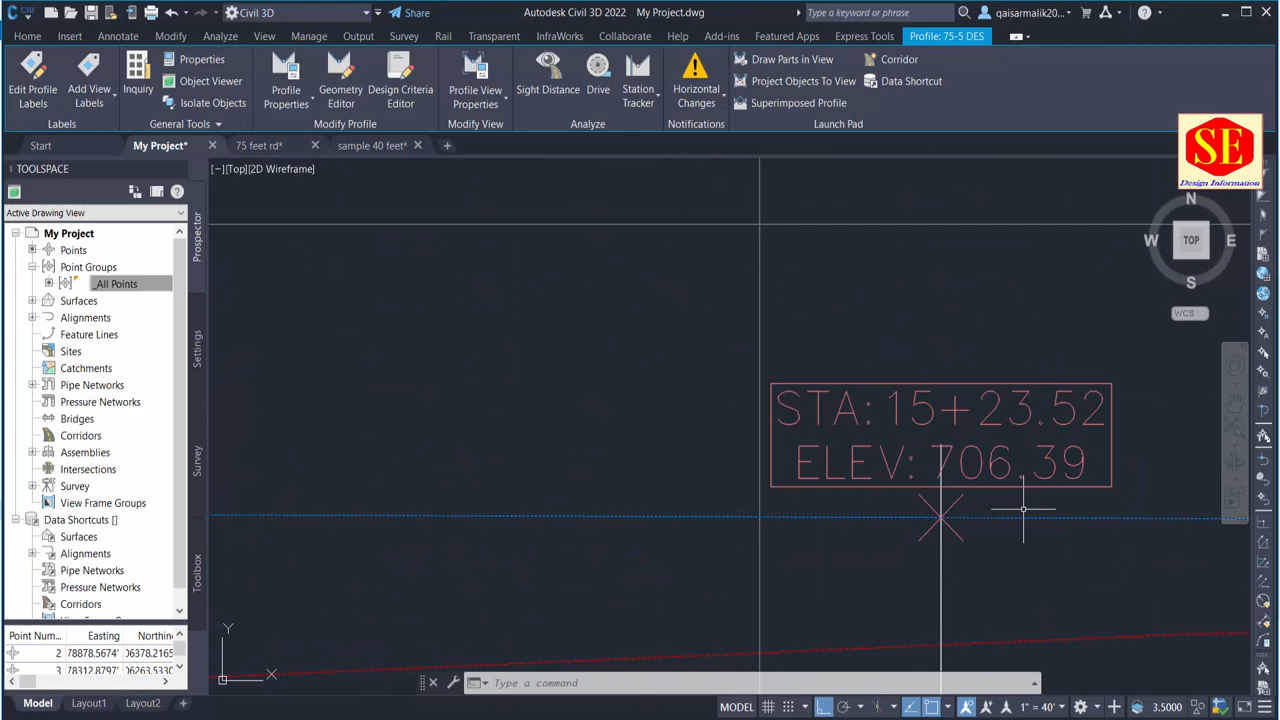 Civil 3D
Share
Autodesk Civil 3D 2022 My Project.dwg
Type a keyword or phrase
qaisarmalik20...
Home Insert Annotate Modify Analyze View Manage Output Survey Rail Transparent InfraWorks Collaborate Help Add-ins Featured Apps Express Tools Profile: 75-5 DES
Edit Profile Labels
Add View Labels
Labels
Inquiry
Properties
Object Viewer
Isolate Objects
General Tools
Profile Properties
Geometry Editor
Design Criteria Editor
Modify Profile
Profile View Properties
Modify View
Sight Distance
Drive
Station Tracker
Analyze
Horizontal Changes
Notifications
Draw Parts in View
Project Objects To View
Superimposed Profile
Corridor
Data Shortcut
Launch Pad
Start
My Project*
75 feet rd*
sample 40 feet*
SE
Design Information
TOOLSPACE
Active Drawing View
My Project
Points
Point Groups
_All Points
Surfaces
Alignments
Feature Lines
Sites
Catchments
Pipe Networks
Pressure Networks
Bridges
Corridors
Assemblies
Intersections
Survey
View Frame Groups
Data Shortcuts []
Surfaces
Alignments
Pipe Networks
Pressure Networks
Corridors
Point Num... Easting Northin
2 78878.5674' 06378.2165
3 78312.8797' 06263.5310
Prospector
Settings
Survey
Toolbox
[−][Top][2D Wireframe]
N
W TOP E
S
WCS
STA: 15+23.52
ELEV: 706.39
Y
X
Type a command
Model Layout1 Layout2
MODEL
1" = 40'
3.5000